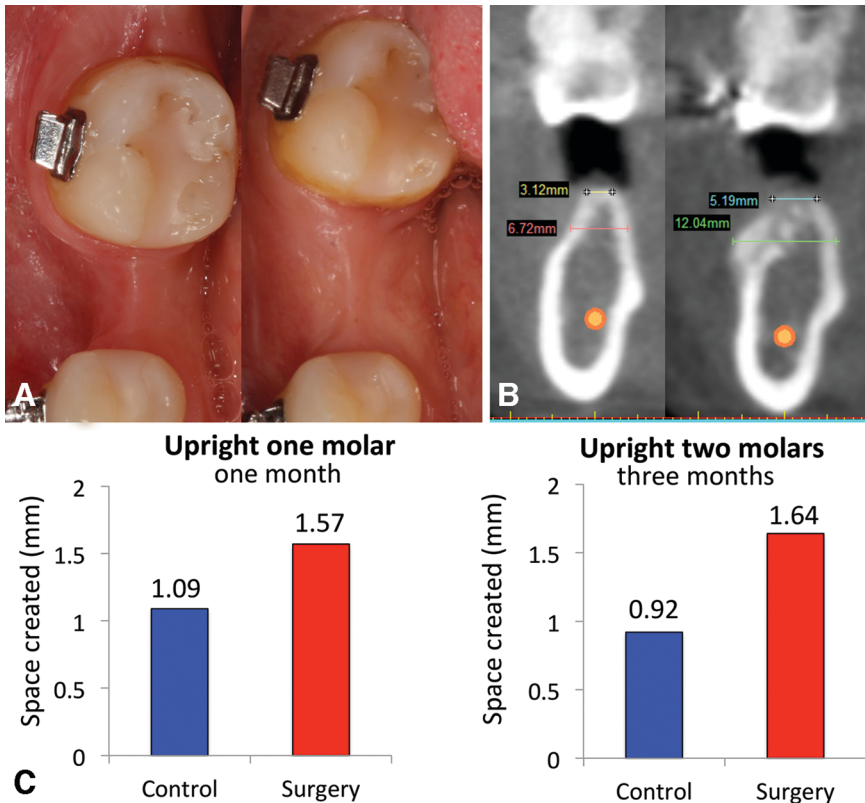 A
3.12mm
6.72mm
5.19mm
12.04mm
B
Upright one molar
one month
Space created (mm)
2
1.5
1
0.5
0
1.09
1.57
Control
Surgery
Upright two molars
three months
Space created (mm)
2
1.5
1
0.5
0
0.92
1.64
Control
Surgery
C